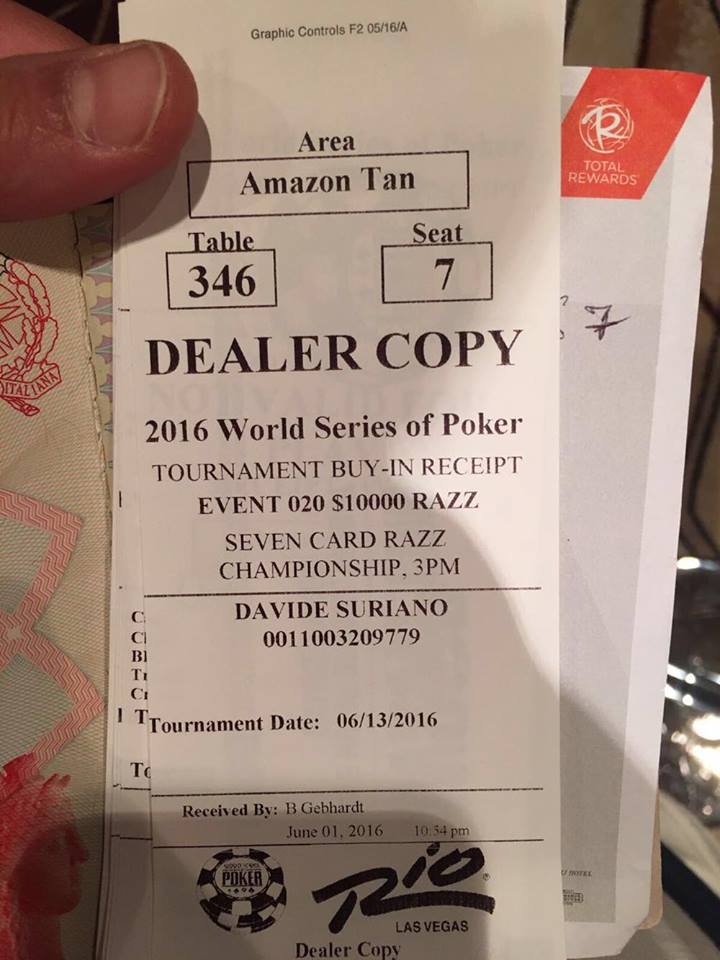 Graphic Controls F2 05/16/A
Area
Amazon Tan
Table
Seat
346
7
DEALER COPY
2016 World Series of Poker
TOURNAMENT BUY-IN RECEIPT
EVENT 020 $10000 RAZZ
SEVEN CARD RAZZ
CHAMPIONSHIP, 3PM
DAVIDE SURIANO
0011003209779
Tournament Date: 06/13/2016
Received By: B Gebhardt
June 01, 2016 10:54 pm
POKER
RIO
LAS VEGAS
Dealer Copy
R
TOTAL
REWARDS
7
ITALIANA